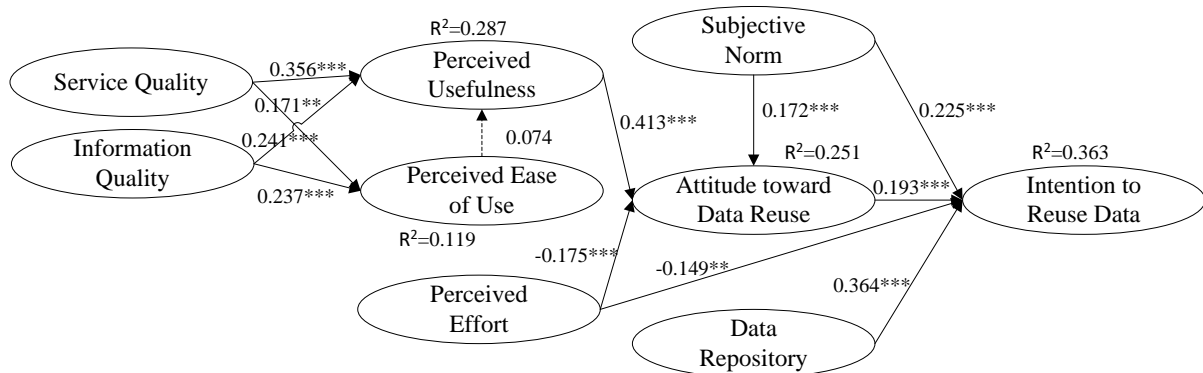 R²=0.287
Service Quality
0.356***
Perceived
Usefulness
Subjective
Norm
0.171**
0.241***
0.413***
0.172***
0.225***
Information
Quality
0.237***
0.074
Perceived Ease
of Use
R²=0.119
R²=0.251
Attitude toward
Data Reuse
0.193***
R²=0.363
Intention to
Reuse Data
-0.175***
-0.149**
0.364***
Perceived
Effort
Data
Repository